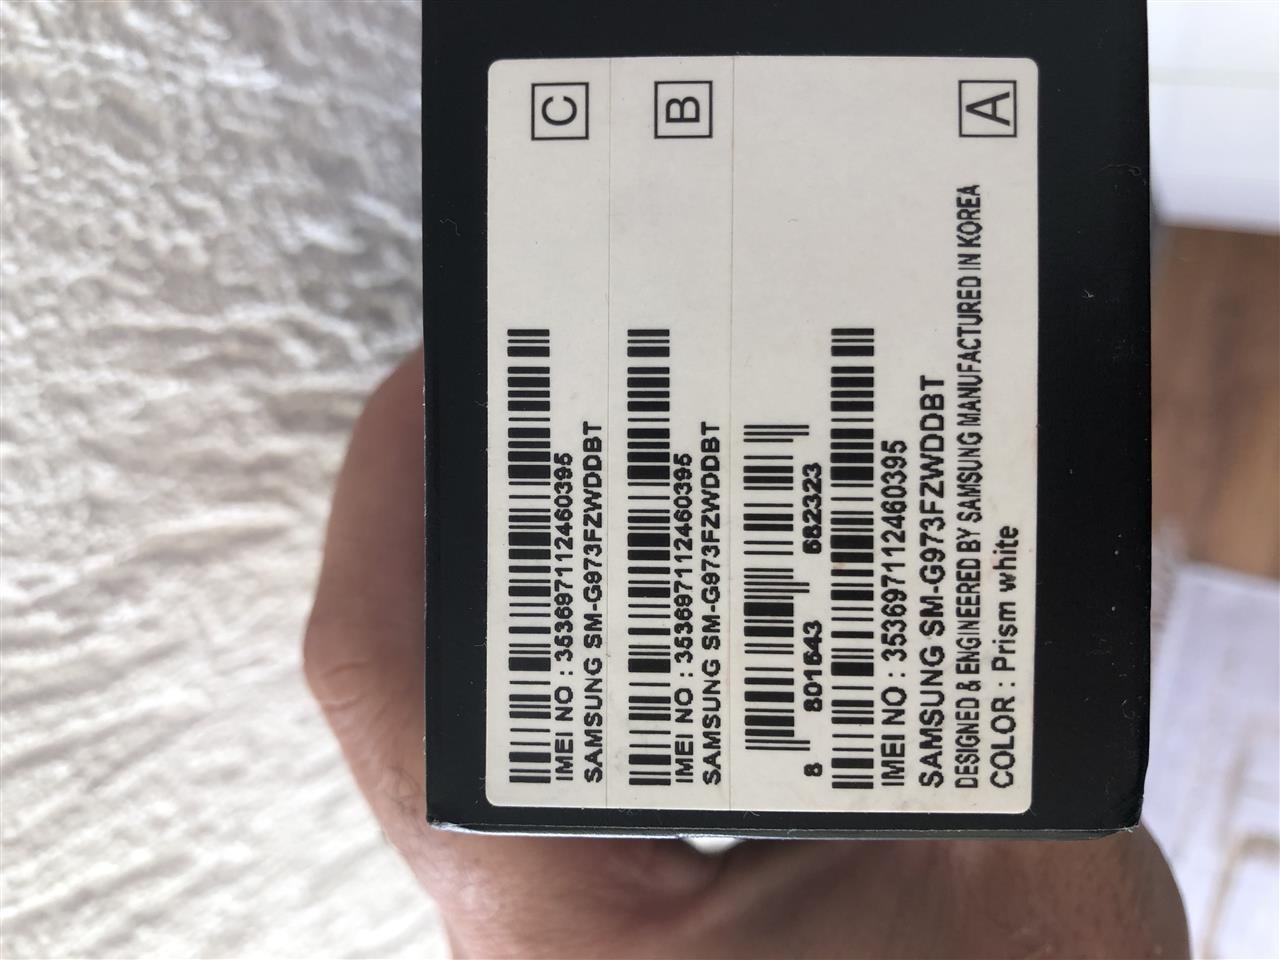 IMEI NO : 353697112460395
C
SAMSUNG SM-G973FZWDDBT
IMEI NO : 353697112460395
B
SAMSUNG SM-G973FZWDDBT
8 801643 682323
IMEI NO : 353697112460395
SAMSUNG SM-G973FZWDDBT
DESIGNED & ENGINEERED BY SAMSUNG MANUFACTURED IN KOREA
COLOR : Prism white
A